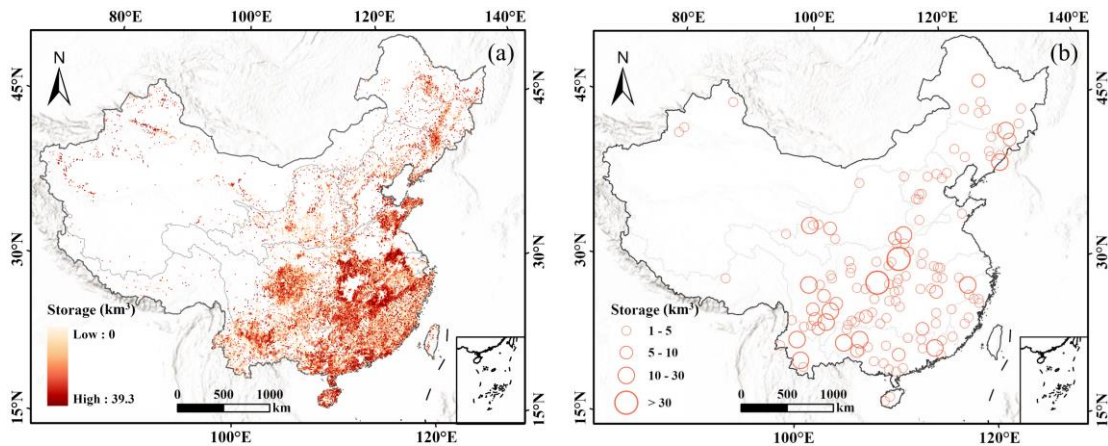 80°E 100°E 120°E 140°E
N
(a)
45°N
30°N
15°N
Storage (km³)
Low : 0
High : 39.3
0 500 1000
km
100°E 120°E
45°N
30°N
15°N
80°E 100°E 120°E 140°E
N
(b)
45°N
30°N
15°N
Storage (km³)
1 - 5
5 - 10
10 - 30
> 30
0 500 1000
km
100°E 120°E
45°N
30°N
15°N